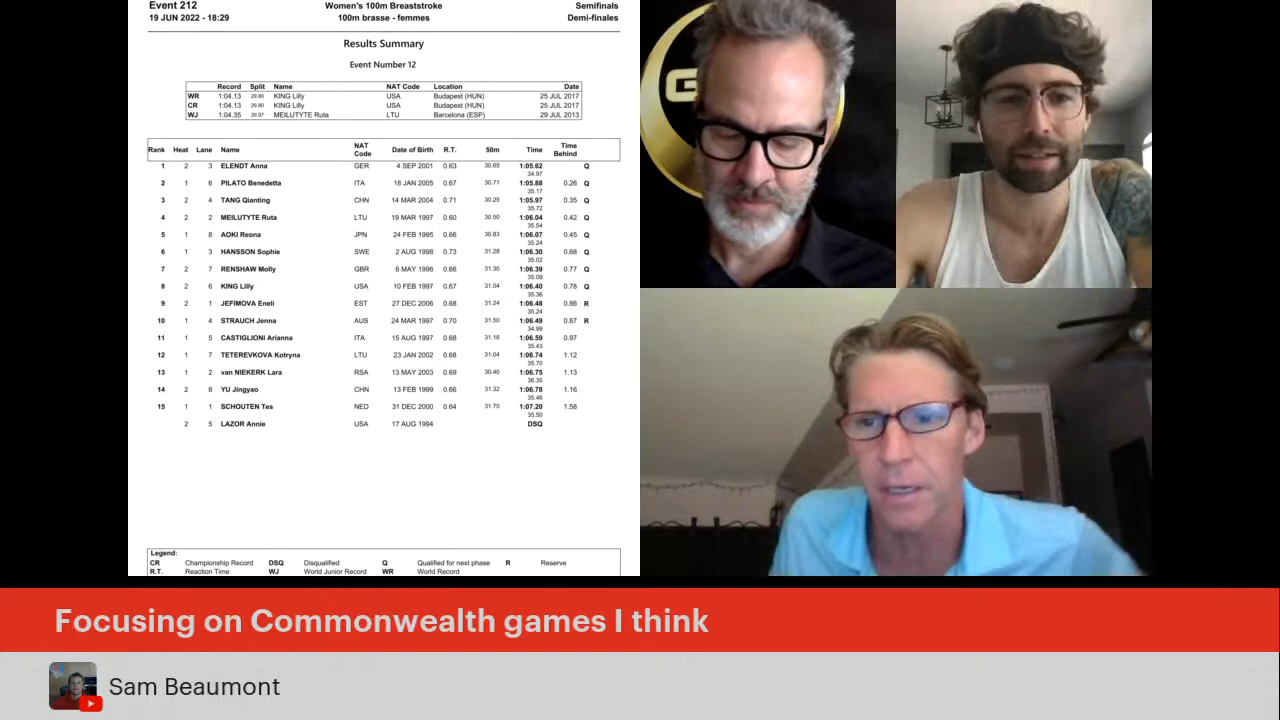 Event 212 Women's 100m Breaststroke Semifinals
19 JUN 2022 - 18:29 100m brasse - femmes Demi-finales
Results Summary
Event Number 12
Record Split Name NAT Code Location Date
WR 1:04.13 29.80 KING Lilly USA Budapest (HUN) 25 JUL 2017
CR 1:04.13 29.80 KING Lilly USA Budapest (HUN) 25 JUL 2017
WJ 1:04.35 29.97 MEILUTYTE Ruta LTU Barcelona (ESP) 29 JUL 2013
Rank Heat Lane Name NAT Code Date of Birth R.T. 50m Time Time Behind
1 2 3 ELENDT Anna GER 4 SEP 2001 0.63 30.65 1:05.62 Q
34.97
2 1 6 PILATO Benedetta ITA 18 JAN 2005 0.67 30.71 1:05.88 0.26 Q
35.17
3 2 4 TANG Qianting CHN 14 MAR 2004 0.71 30.25 1:05.97 0.35 Q
35.72
4 2 2 MEILUTYTE Ruta LTU 19 MAR 1997 0.60 30.50 1:06.04 0.42 Q
35.54
5 1 8 AOKI Reona JPN 24 FEB 1995 0.66 30.83 1:06.07 0.45 Q
35.24
6 1 3 HANSSON Sophie SWE 2 AUG 1998 0.73 31.28 1:06.30 0.68 Q
35.02
7 2 7 RENSHAW Molly GBR 6 MAY 1996 0.66 31.30 1:06.39 0.77 Q
35.09
8 2 6 KING Lilly USA 10 FEB 1997 0.67 31.04 1:06.40 0.78 Q
35.36
9 2 1 JEFIMOVA Eneli EST 27 DEC 2006 0.68 31.24 1:06.48 0.86 R
35.24
10 1 4 STRAUCH Jenna AUS 24 MAR 1997 0.70 31.50 1:06.49 0.87 R
34.99
11 1 5 CASTIGLIONI Arianna ITA 15 AUG 1997 0.68 31.16 1:06.59 0.97
35.43
12 1 7 TETEREVKOVA Kotryna LTU 23 JAN 2002 0.68 31.04 1:06.74 1.12
35.70
13 1 2 van NIEKERK Lara RSA 13 MAY 2003 0.69 30.40 1:06.75 1.13
36.35
14 2 8 YU Jingyao CHN 13 FEB 1999 0.66 31.32 1:06.78 1.16
35.46
15 1 1 SCHOUTEN Tes NED 31 DEC 2000 0.64 31.70 1:07.20 1.58
35.50
2 5 LAZOR Annie USA 17 AUG 1994 DSQ
Legend:
CR Championship Record DSQ Disqualified Q Qualified for next phase R Reserve
R.T. Reaction Time WJ World Junior Record WR World Record
Focusing on Commonwealth games I think
Sam Beaumont